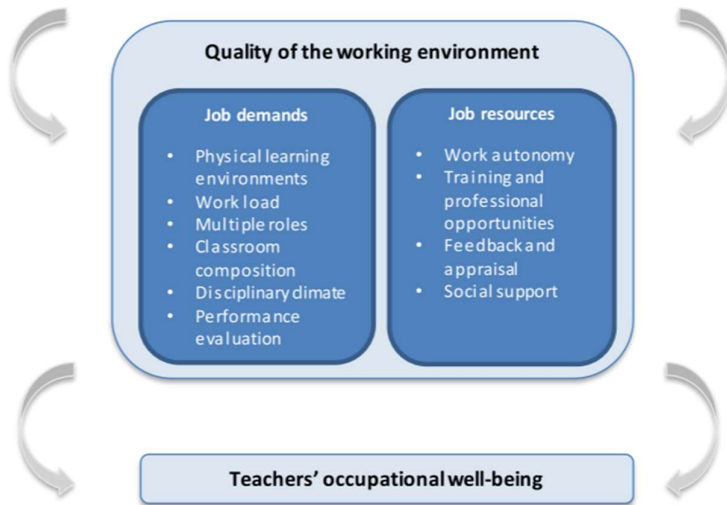 Quality of the working environment
Job demands
• Physical learning
environments
• Work load
• Multiple roles
• Classroom
composition
• Disciplinary climate
• Performance
evaluation
Job resources
• Work autonomy
• Training and
professional
opportunities
• Feedback and
appraisal
• Social support
Teachers' occupational well-being